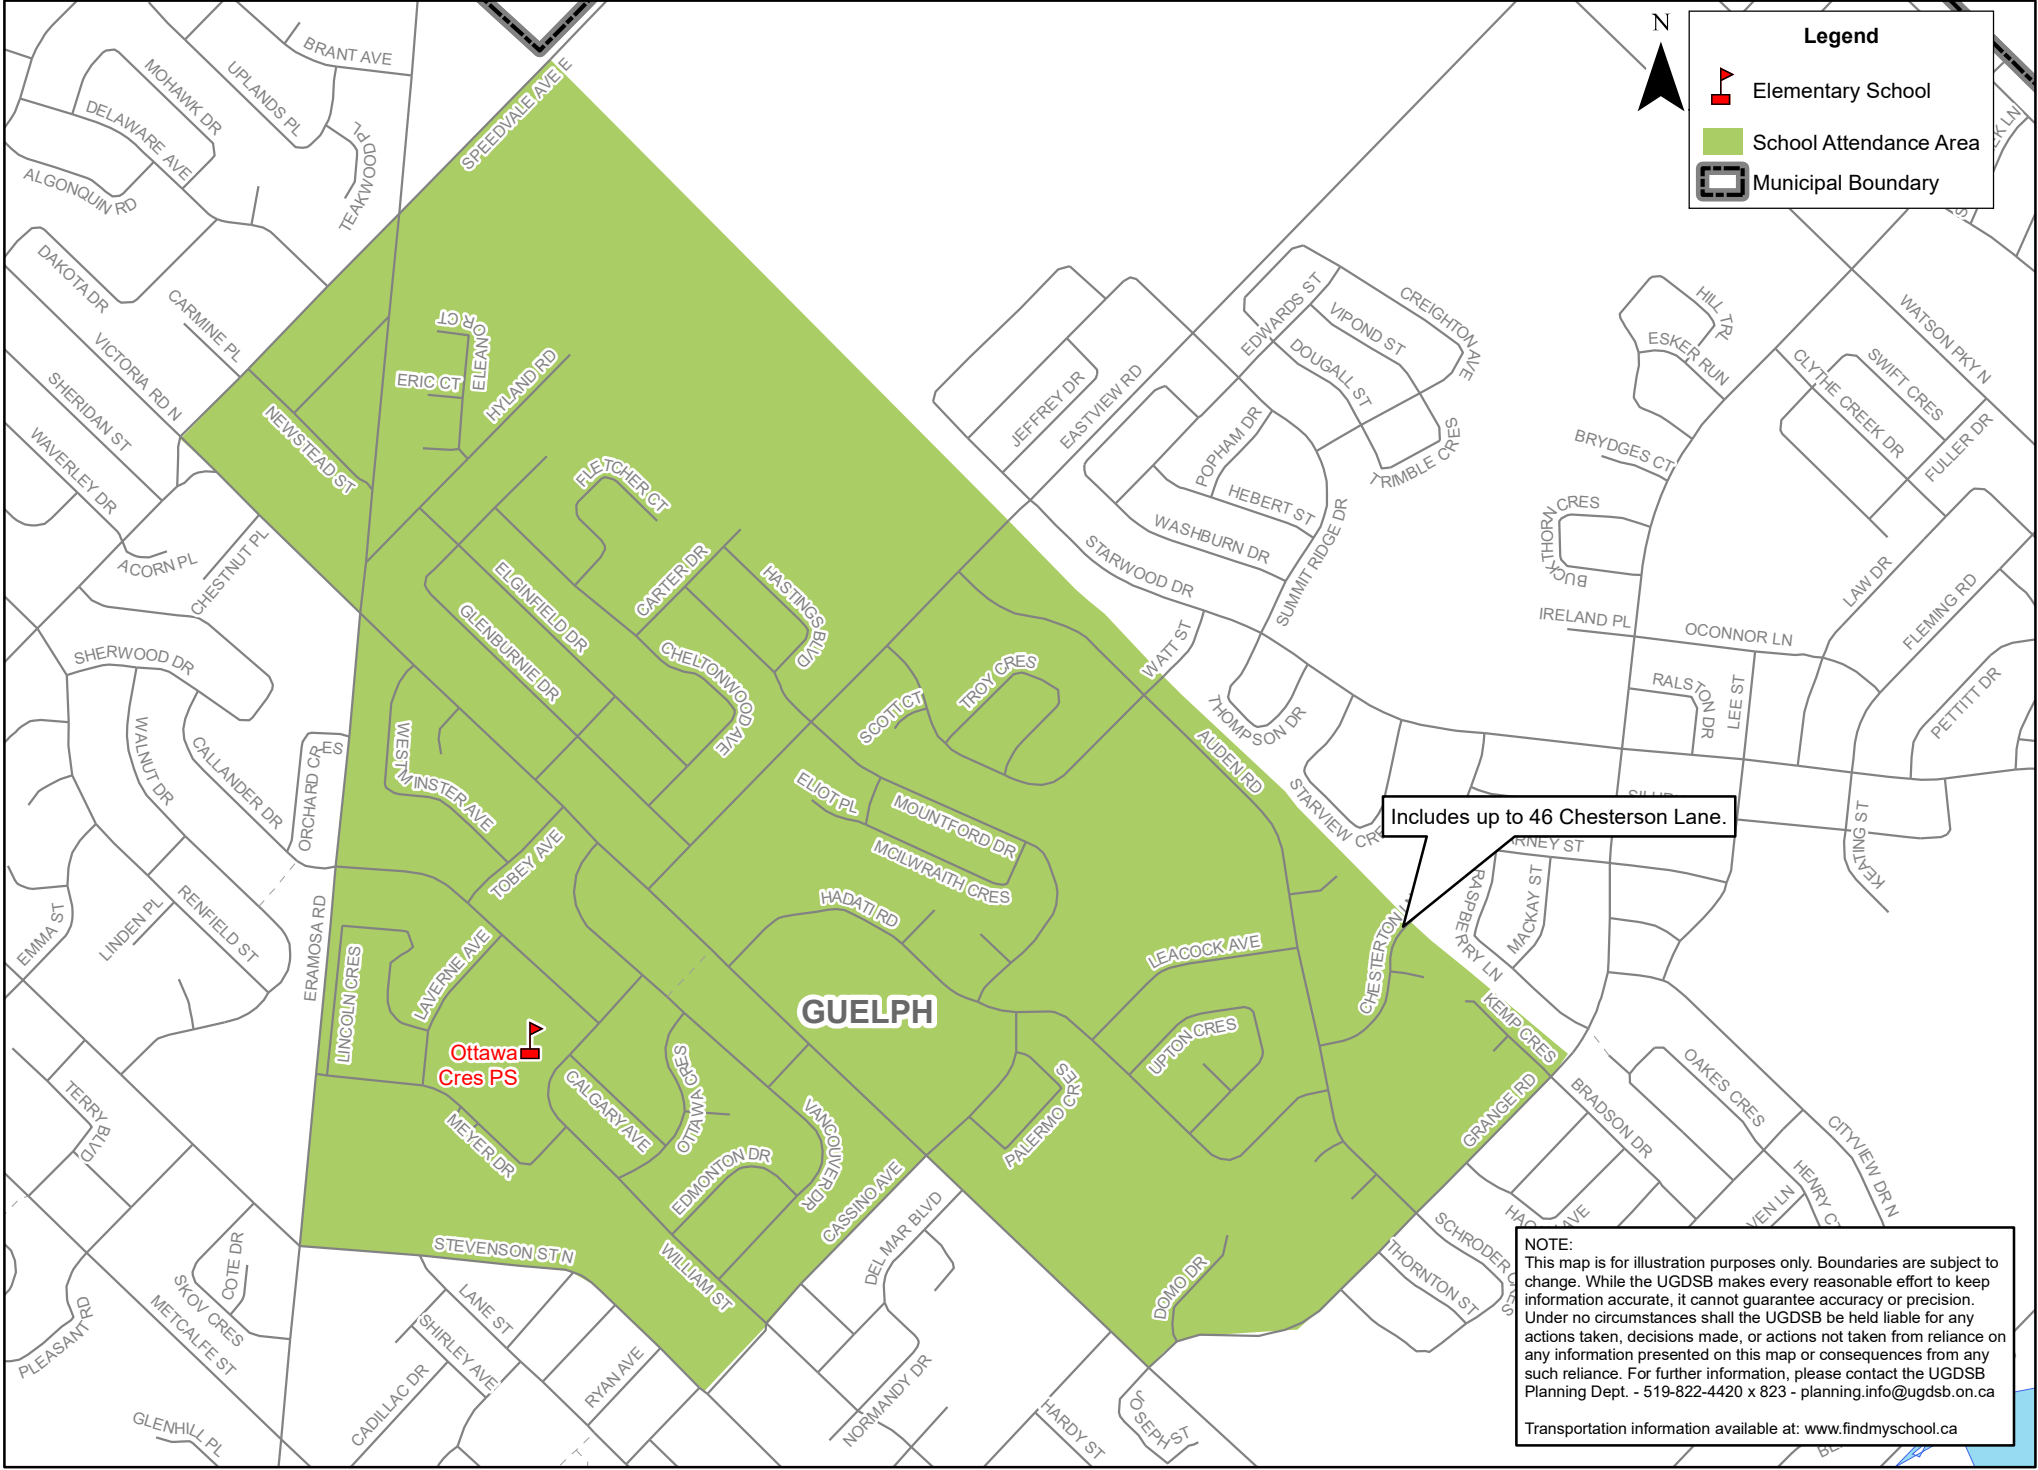 N
Legend
Elementary School
School Attendance Area
Municipal Boundary
BRANT AVE
MOHAWK DR
UPLANDS PL
DELAWARE AVE
ALGONQUIN RD
TEAKWOOD PL
SPEEDVALE AVE E
DAKOTA DR
CARMINE PL
VICTORIA RD N
SHERIDAN ST
WAVERLEY DR
NEWSTEAD ST
ELEANOR CT
ERIC CT
HYLAND RD
FLETCHER CT
ACORN PL
CHESTNUT PL
ELGINFIELD DR
GLENBURNIE DR
CARTER DR
HASTINGS BLVD
CHELTONWOOD AVE
SHERWOOD DR
WALNUT DR
CALLANDER DR
ORCHARD CRES
WESTMINSTER AVE
TOBEY AVE
SCOTT CT
TROY CRES
ELIOT PL
MOUNTFORD DR
MCILWRAITH CRES
HADATI RD
JEFFREY DR
EASTVIEW RD
EDWARDS ST
VIPOND ST
CREIGHTON AVE
DOUGALL ST
POPHAM DR
TRIMBLE CRES
HEBERT ST
WASHBURN DR
STARWOOD DR
SUMMIT RIDGE DR
WATT ST
THOMPSON DR
AUDEN RD
STARVIEW CRE
HILL TRL
ESKER RUN
WATSON PKY N
CLYTHE CREEK DR
SWIFT CRES
FULLER DR
BRYDGES CT
BUCKTHORN CRES
IRELAND PL
OCONNOR LN
LAW DR
FLEMING RD
PETTITT DR
RALSTON DR
LEE ST
KEATING ST
Includes up to 46 Chesterson Lane.
RNEY ST
RASPBERRY LN
MACKAY ST
CHESTERTON L
LEACOCK AVE
UPTON CRES
KEMP CRES
GRANGE RD
BRADSON DR
OAKES CRES
CITYVIEW DR N
HENRY C
VEN LN
EMMA ST
LINDEN PL
RENFIELD ST
ERAMOSA RD
LINCOLN CRES
LAVERNE AVE
GUELPH
Ottawa
Cres PS
CALGARY AVE
OTTAWA CRES
MEYER DR
EDMONTON DR
VANCOUVER DR
CASSINO AVE
PALERMO CRES
TERRY BLVD
STEVENSON ST N
WILLIAM ST
DEL MAR BLVD
DOMO DR
SCHRODER CRES
THORNTON ST
COTE DR
SKOV CRES
METCALFE ST
PLEASANT RD
GLENHILL PL
LANE ST
SHIRLEY AVE
CADILLAC DR
RYAN AVE
NORMANDY DR
HARDY ST
JOSEPH ST
NOTE:
This map is for illustration purposes only. Boundaries are subject to
change. While the UGDSB makes every reasonable effort to keep
information accurate, it cannot guarantee accuracy or precision.
Under no circumstances shall the UGDSB be held liable for any
actions taken, decisions made, or actions not taken from reliance on
any information presented on this map or consequences from any
such reliance. For further information, please contact the UGDSB
Planning Dept. - 519-822-4420 x 823 - planning.info@ugdsb.on.ca
Transportation information available at: www.findmyschool.ca